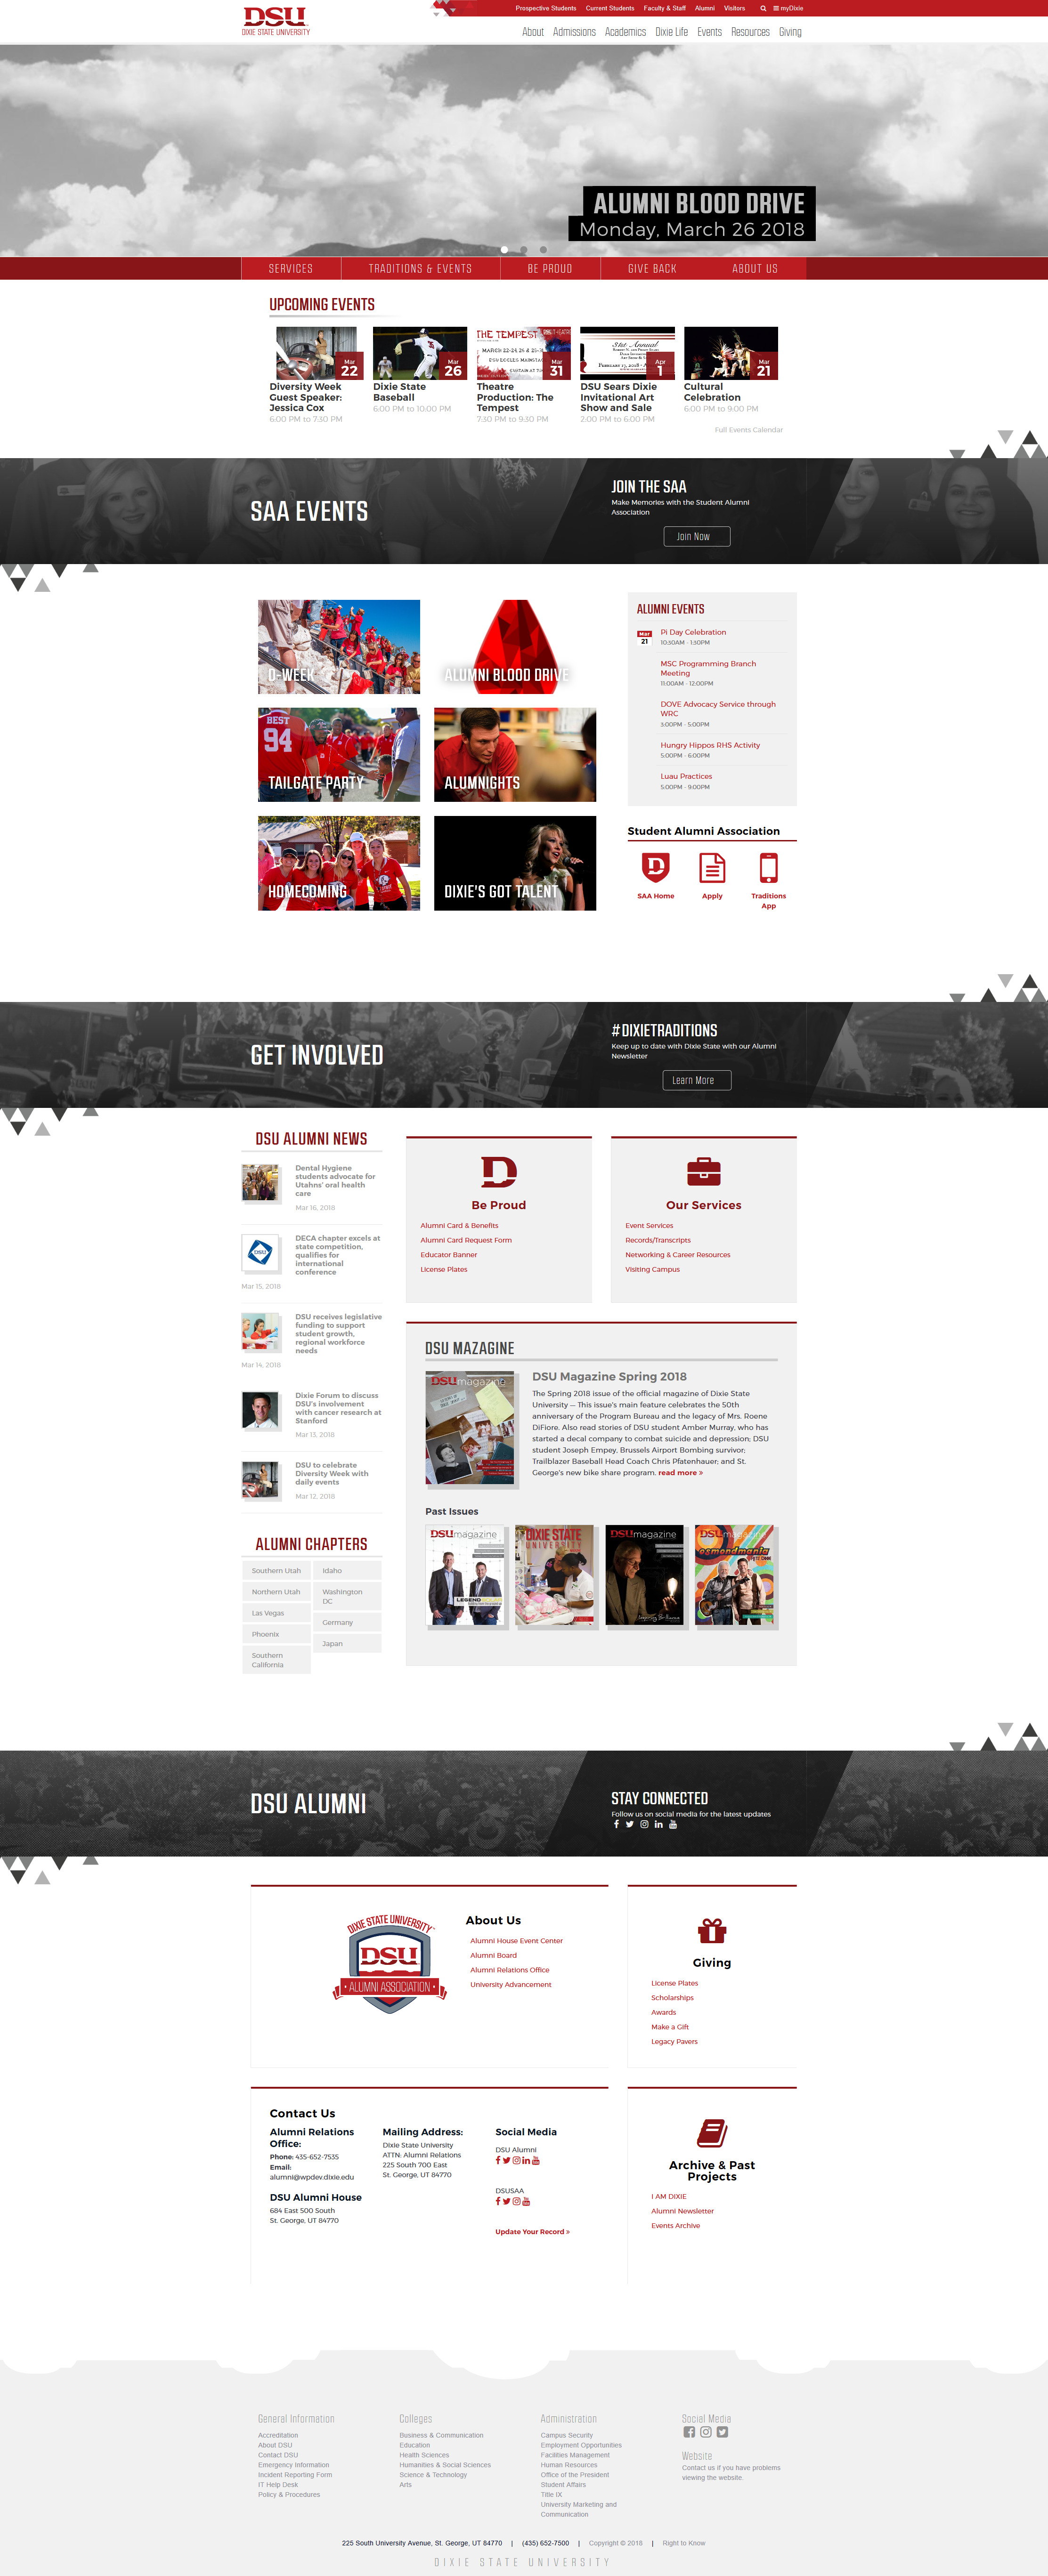 DSU
DIXIE STATE UNIVERSITY
Prospective Students Current Students Faculty & Staff Alumni Visitors myDixie
About Admissions Academics Dixie Life Events Resources Giving
ALUMNI BLOOD DRIVE
Monday, March 26 2018
SERVICES TRADITIONS & EVENTS BE PROUD GIVE BACK ABOUT US
UPCOMING EVENTS
Mar
22
Diversity Week
Guest Speaker:
Jessica Cox
6:00 PM to 7:30 PM
Mar
26
Dixie State
Baseball
6:00 PM to 10:00 PM
THE TEMPEST
Mar
31
Theatre
Production: The
Tempest
7:30 PM to 9:30 PM
Apr
1
DSU Sears Dixie
Invitational Art
Show and Sale
2:00 PM to 6:00 PM
Mar
21
Cultural
Celebration
6:00 PM to 9:00 PM
Full Events Calendar
SAA EVENTS
JOIN THE SAA
Make Memories with the Student Alumni
Association
Join Now
D-WEEK
ALUMNI BLOOD DRIVE
BEST
94
TAILGATE PARTY
ALUMNIGHTS
HOMECOMING
DIXIE'S GOT TALENT
ALUMNI EVENTS
Mar
21
Pi Day Celebration
10:30AM - 1:30PM
MSC Programming Branch
Meeting
11:00AM - 12:00PM
DOVE Advocacy Service through
WRC
3:00PM - 5:00PM
Hungry Hippos RHS Activity
5:00PM - 6:00PM
Luau Practices
5:00PM - 9:00PM
Student Alumni Association
D
SAA Home
Apply
Traditions
App
GET INVOLVED
#DIXIETRADITIONS
Keep up to date with Dixie State with our Alumni
Newsletter
Learn More
DSU ALUMNI NEWS
Dental Hygiene
students advocate for
Utahns' oral health
care
Mar 16, 2018
DSU
DECA chapter excels at
state competition,
qualifies for
international
conference
Mar 15, 2018
DSU receives legislative
funding to support
student growth,
regional workforce
needs
Mar 14, 2018
Dixie Forum to discuss
DSU's involvement
with cancer research at
Stanford
Mar 13, 2018
DSU to celebrate
Diversity Week with
daily events
Mar 12, 2018
ALUMNI CHAPTERS
Southern Utah
Northern Utah
Las Vegas
Phoenix
Southern
California
Idaho
Washington
DC
Germany
Japan
D
Be Proud
Alumni Card & Benefits
Alumni Card Request Form
Educator Banner
License Plates
Our Services
Event Services
Records/Transcripts
Networking & Career Resources
Visiting Campus
DSU MAZAGINE
DSU magazine
DSU Magazine Spring 2018
The Spring 2018 issue of the official magazine of Dixie State
University — This issue's main feature celebrates the 50th
anniversary of the Program Bureau and the legacy of Mrs. Roene
DiFiore. Also read stories of DSU student Amber Murray, who has
started a decal company to combat suicide and depression; DSU
student Joseph Empey, Brussels Airport Bombing survivor;
Trailblazer Baseball Head Coach Chris Pfatenhauer; and St.
George's new bike share program. read more »
Past Issues
DSU magazine
LEGEND
DIXIE STATE
UNIVERSITY
DSU magazine
DSU magazine
osmondmania
DSU ALUMNI
STAY CONNECTED
Follow us on social media for the latest updates
DIXIE STATE UNIVERSITY
DSU
• ALUMNI ASSOCIATION •
About Us
Alumni House Event Center
Alumni Board
Alumni Relations Office
University Advancement
Giving
License Plates
Scholarships
Awards
Make a Gift
Legacy Pavers
Contact Us
Alumni Relations
Office:
Phone: 435-652-7535
Email:
alumni@wpdev.dixie.edu
DSU Alumni House
684 East 500 South
St. George, UT 84770
Mailing Address:
Dixie State University
ATTN: Alumni Relations
225 South 700 East
St. George, UT 84770
Social Media
DSU Alumni
DSUSAA
Update Your Record »
Archive & Past
Projects
I AM DIXIE
Alumni Newsletter
Events Archive
General Information
Accreditation
About DSU
Contact DSU
Emergency Information
Incident Reporting Form
IT Help Desk
Policy & Procedures
Colleges
Business & Communication
Education
Health Sciences
Humanities & Social Sciences
Science & Technology
Arts
Administration
Campus Security
Employment Opportunities
Facilities Management
Human Resources
Office of the President
Student Affairs
Title IX
University Marketing and
Communication
Social Media
Website
Contact us if you have problems
viewing the website.
225 South University Avenue, St. George, UT 84770 | (435) 652-7500 | Copyright © 2018 | Right to Know
DIXIE STATE UNIVERSITY